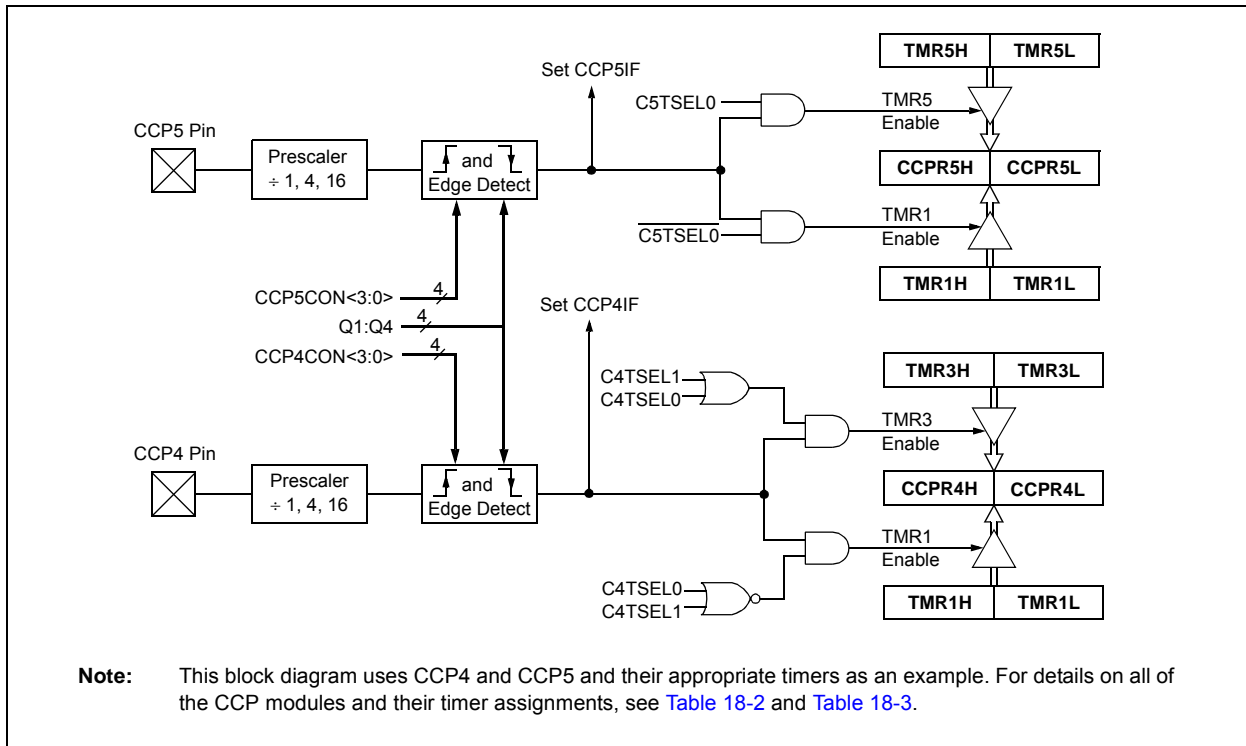 TMR5H TMR5L
Set CCP5IF
C5TSEL0
TMR5
Enable
CCP5 Pin
Prescaler
÷ 1, 4, 16
and
Edge Detect
CCPR5H CCPR5L
TMR1
Enable
C5TSEL0
TMR1H TMR1L
CCP5CON<3:0> 4
Q1:Q4 4
CCP4CON<3:0> 4
Set CCP4IF
TMR3H TMR3L
C4TSEL1
C4TSEL0
TMR3
Enable
CCP4 Pin
Prescaler
÷ 1, 4, 16
and
Edge Detect
CCPR4H CCPR4L
TMR1
Enable
C4TSEL0
C4TSEL1
TMR1H TMR1L
Note: This block diagram uses CCP4 and CCP5 and their appropriate timers as an example. For details on all of
the CCP modules and their timer assignments, see Table 18-2 and Table 18-3.